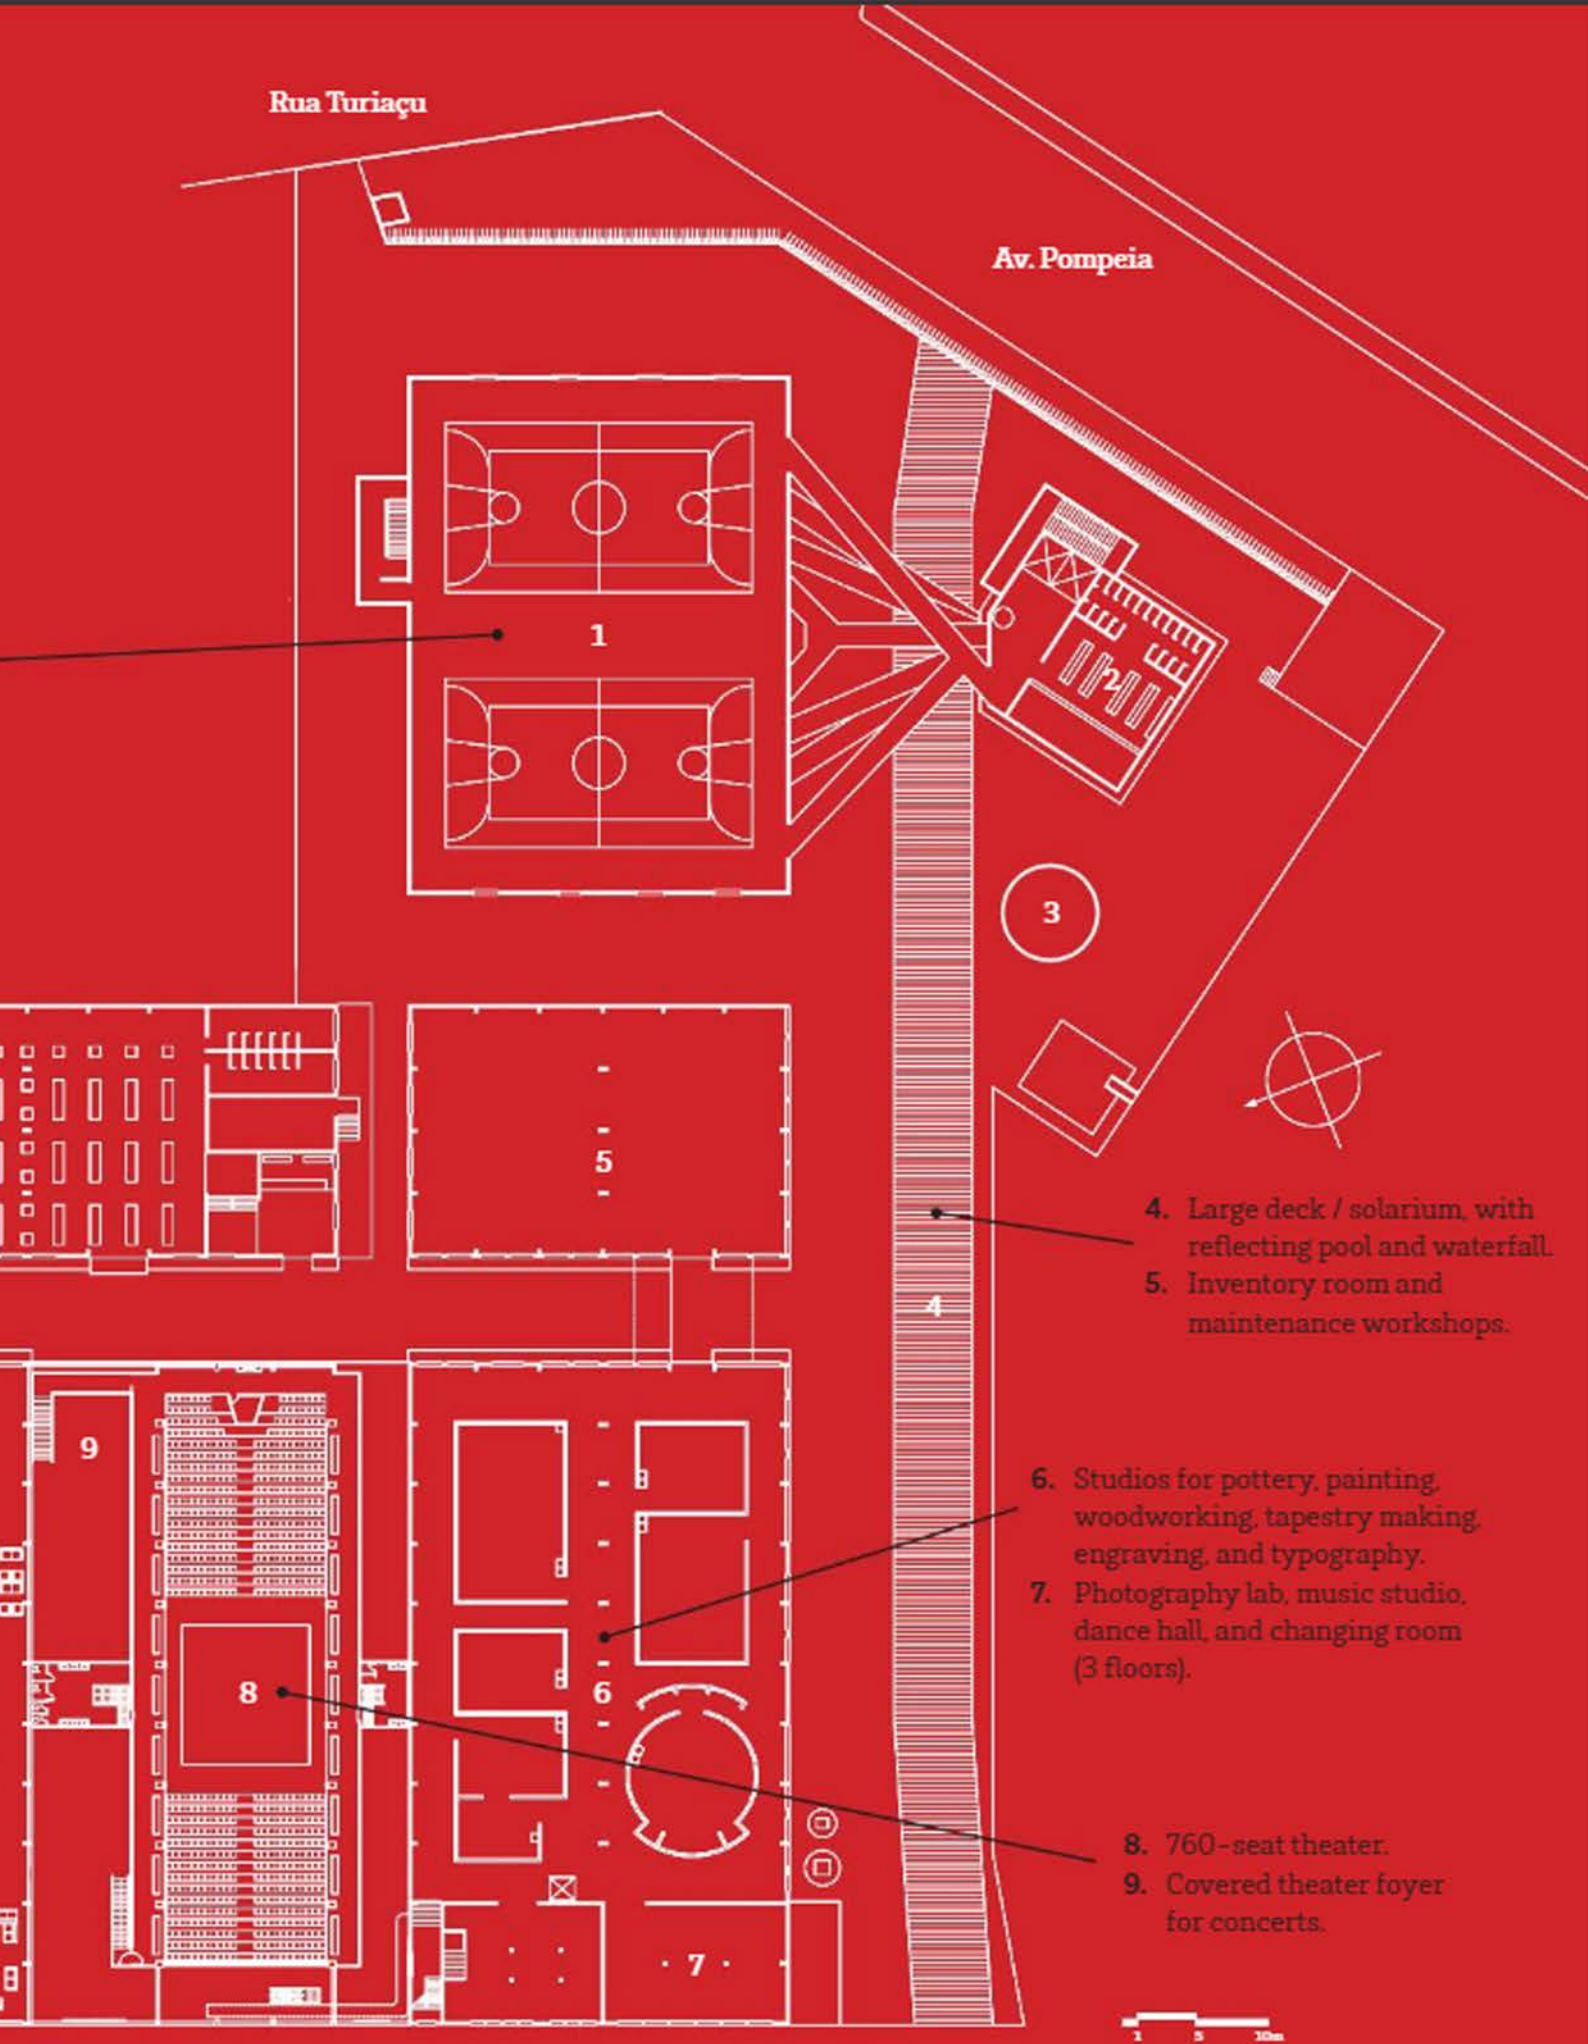 Rua Turiaçu
Av. Pompeia
1
2
3
5
4. Large deck / solarium, with
reflecting pool and waterfall.
5. Inventory room and
maintenance workshops.
4
9
6. Studios for pottery, painting,
woodworking, tapestry making,
engraving, and typography.
7. Photography lab, music studio,
dance hall, and changing room
(3 floors).
8
6
8. 760-seat theater.
9. Covered theater foyer
for concerts.
7
1 5 10m